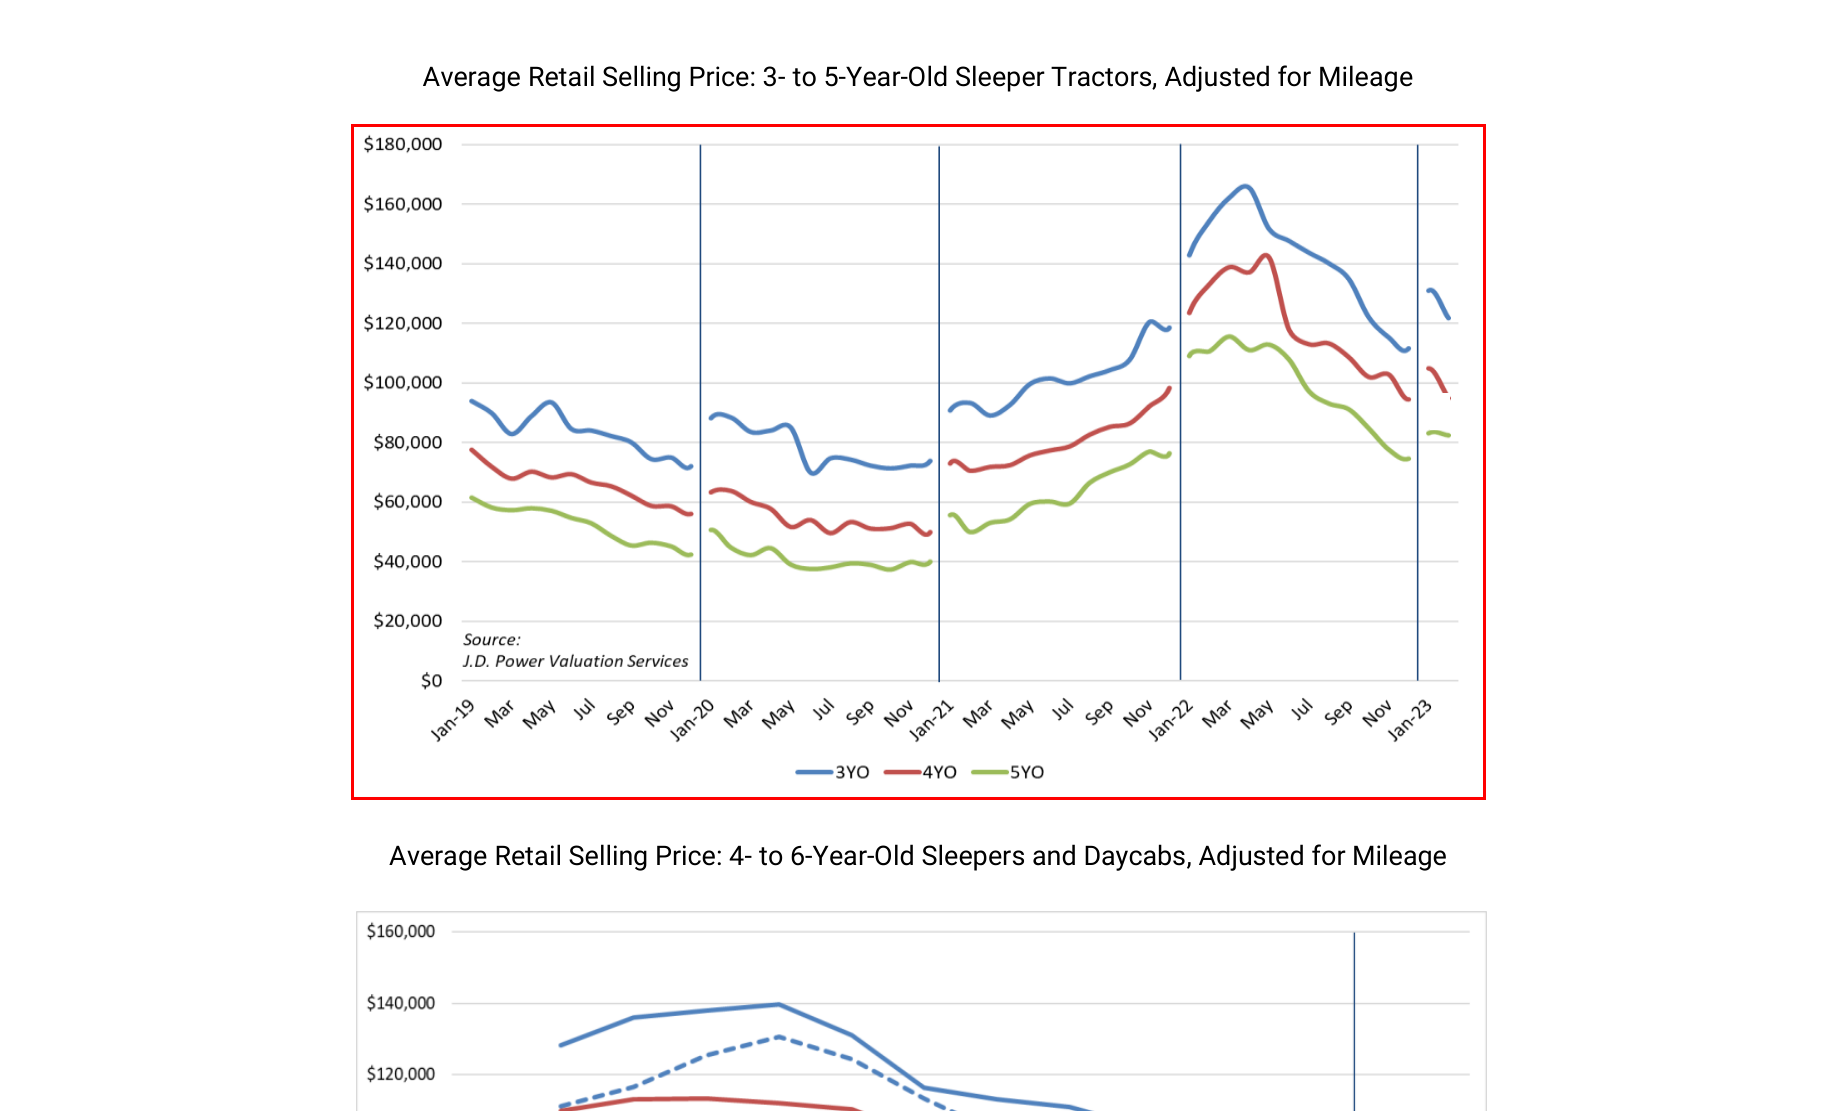 Average Retail Selling Price: 3- to 5-Year-Old Sleeper Tractors, Adjusted for Mileage
$180,000
$160,000
$140,000
$120,000
$100,000
$80,000
$60,000
$40,000
$20,000
$0
Source:
J.D. Power Valuation Services
Jan-19 Mar May Jul Sep Nov Jan-20 Mar May Jul Sep Nov Jan-21 Mar May Jul Sep Nov Jan-22 Mar May Jul Sep Nov Jan-23
3YO 4YO 5YO
Average Retail Selling Price: 4- to 6-Year-Old Sleepers and Daycabs, Adjusted for Mileage
$160,000
$140,000
$120,000